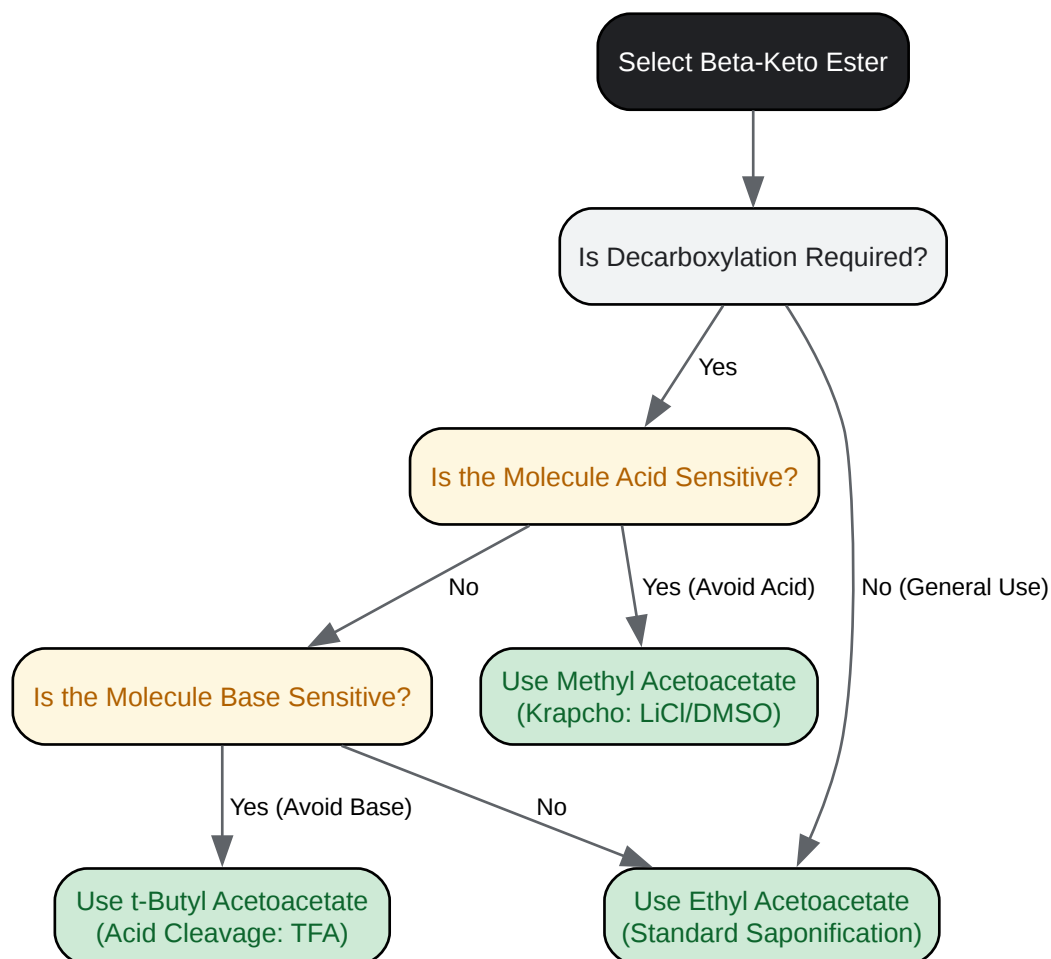 Select Beta-Keto Ester
Is Decarboxylation Required?
Yes
Is the Molecule Acid Sensitive?
No
Yes (Avoid Acid)
No (General Use)
Is the Molecule Base Sensitive?
Use Methyl Acetoacetate
(Krapcho: LiCl/DMSO)
Yes (Avoid Base)
No
Use t-Butyl Acetoacetate
(Acid Cleavage: TFA)
Use Ethyl Acetoacetate
(Standard Saponification)